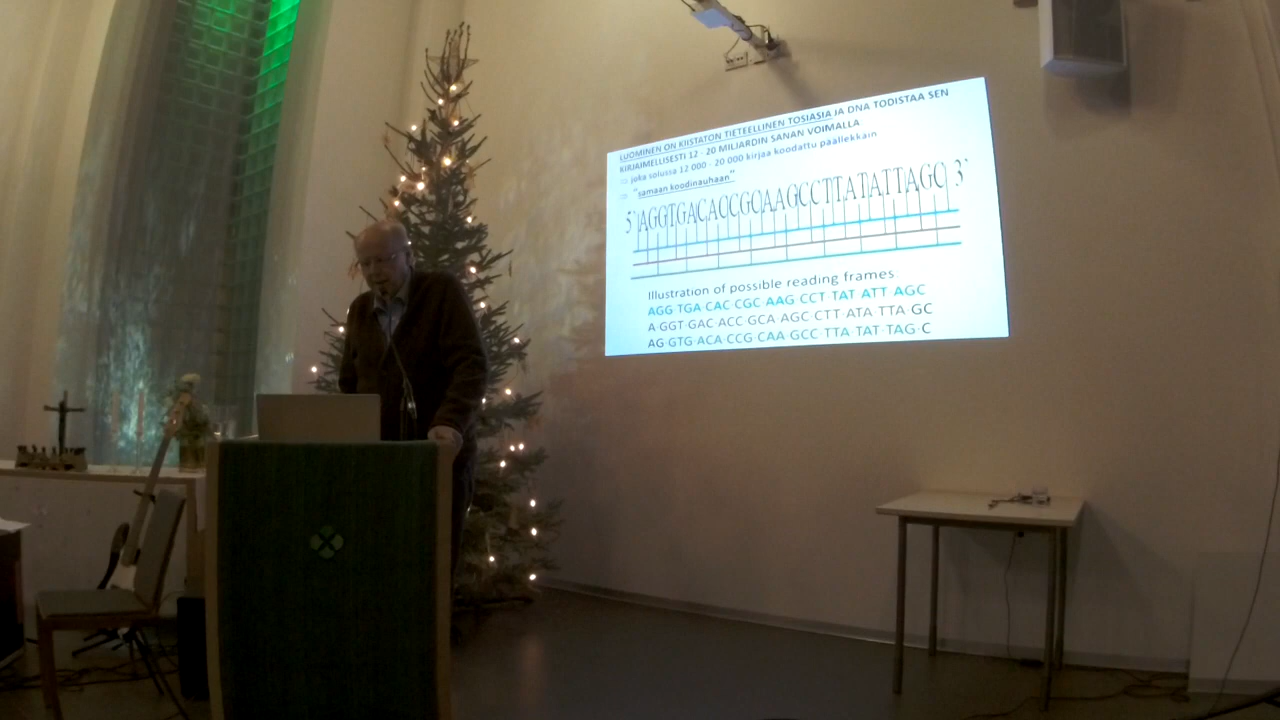 LUOMINEN ON KIISTATON TIETEELLINEN TOSIASIA JA DNA TODISTAA SEN
KIRJAIMELLISESTI 12 - 20 MILJARDIN SANAN VOIMALLA
⇒ joka solussa 12 000 - 20 000 kirjaa koodattu päällekkäin
⇒ "samaan koodinauhaan"
5`AGGTGACACCGCAAGCCTTATATTAGC 3`
Illustration of possible reading frames
AGG·TGA·CAC·CGC·AAG·CCT·TAT·ATT·AGC
A·GGT·GAC·ACC·GCA·AGC·CTT·ATA·TTA·GC
AG·GTG·ACA·CCG·CAA·GCC·TTA·TAT·TAG·C